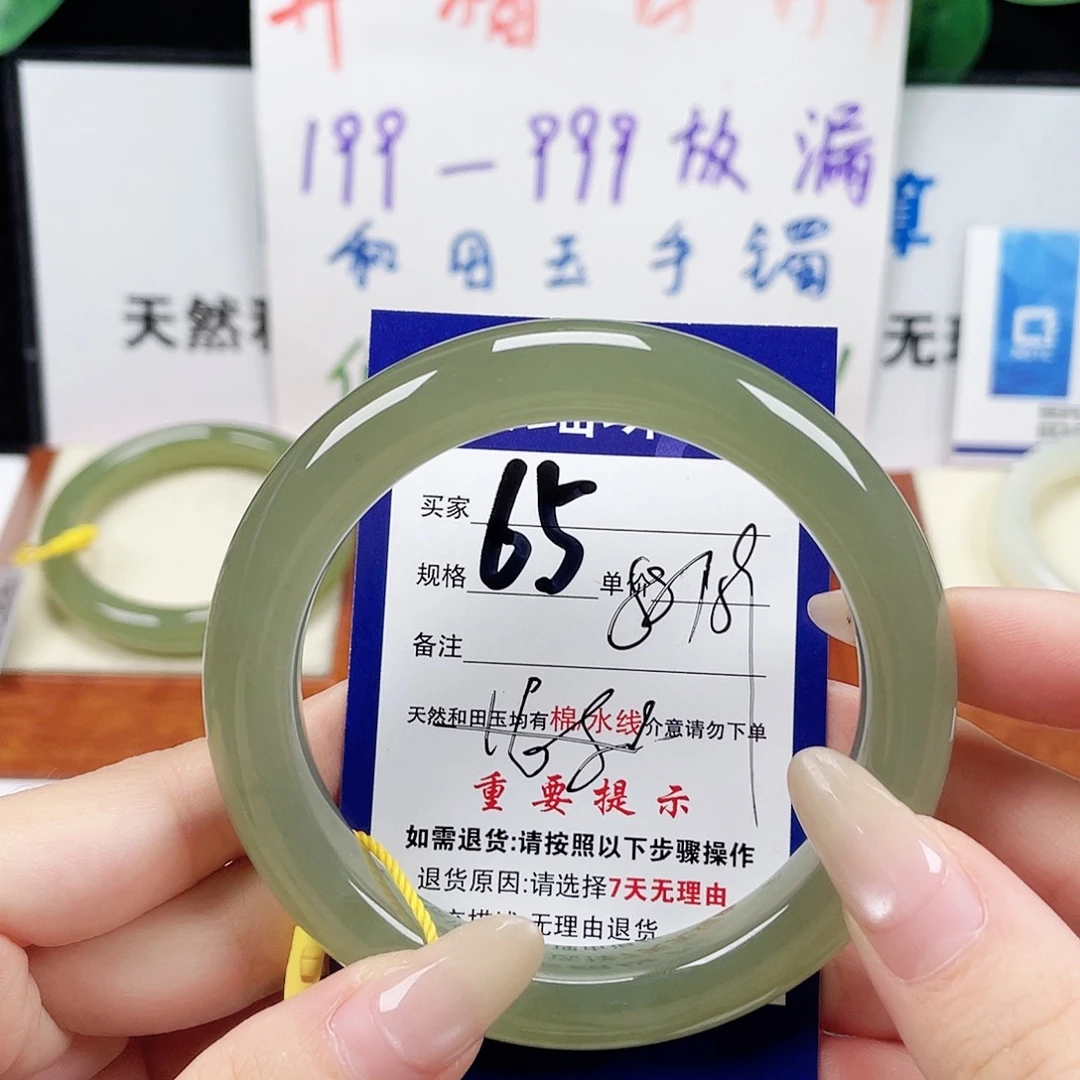 199—999放漏
和田玉手镯
算
天然
无理
买家 65
规格 单价
备注
天然和田玉均有棉/水线介意请勿下单
重要提示
如需退货:请按照以下步骤操作
退货原因:请选择7天无理由
无理由退货